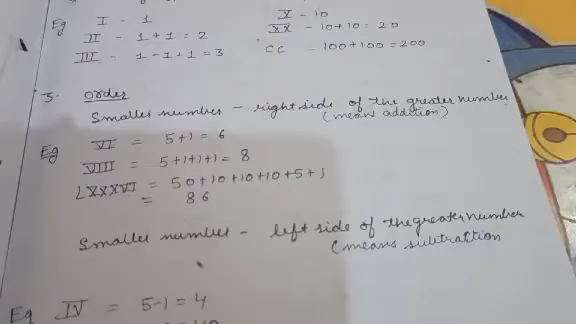 Eg I - 1
II - 1+1=2
III - 1+1+1=3
X - 10
XX - 10+10=20
CC - 100+100=200
3. Order
Smaller number - right side of the greater number
(means addition)
Eg VI = 5+1=6
VIII = 5+1+1+1=8
LXXXVI = 50+10+10+10+5+1
= 86
Smaller number - left side of the greater number
(means subtraction
Eg IV = 5-1=4